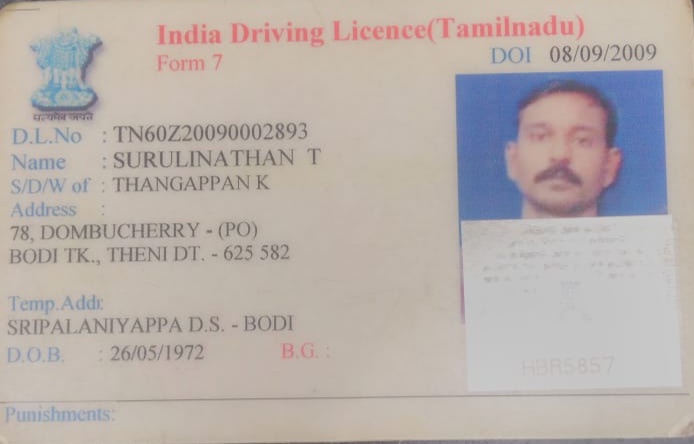 India Driving Licence(Tamilnadu)
Form 7
DOI 08/09/2009
सत्यमेव जयते
D.L.No : TN60Z20090002893
Name : SURULINATHAN T
S/D/W of : THANGAPPAN K
Address :
78, DOMBUCHERRY - (PO)
BODI TK., THENI DT. - 625 582
Temp.Addr:
SRIPALANIYAPPA D.S. - BODI
D.O.B. : 26/05/1972 B.G. :
HBR5857
Punishments: